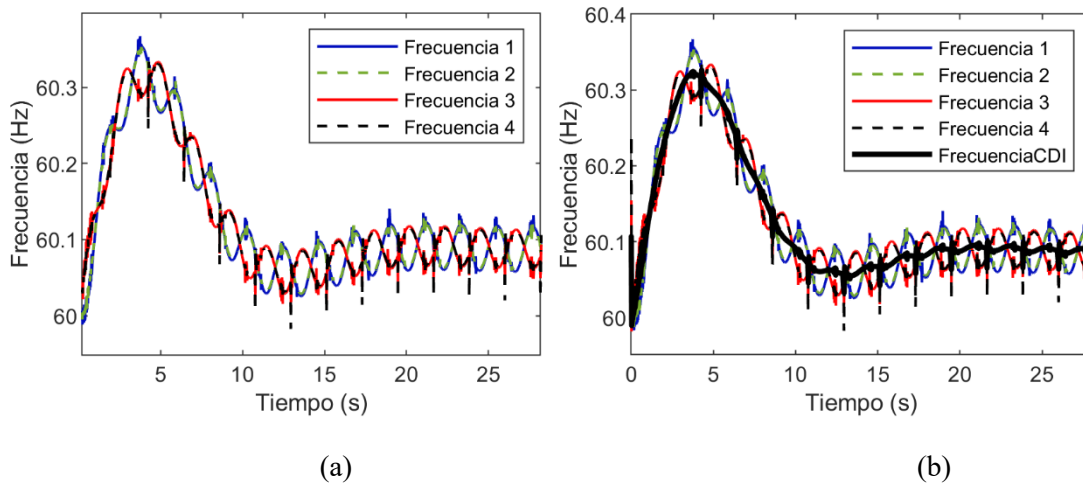 60.3
60.2
60.1
60
Frecuencia (Hz)
5
10
15
20
25
Tiempo (s)
Frecuencia 1
Frecuencia 2
Frecuencia 3
Frecuencia 4
(a)
60.4
60.3
60.2
60.1
60
Frecuencia (Hz)
0
5
10
15
20
25
Tiempo (s)
Frecuencia 1
Frecuencia 2
Frecuencia 3
Frecuencia 4
FrecuenciaCDI
(b)